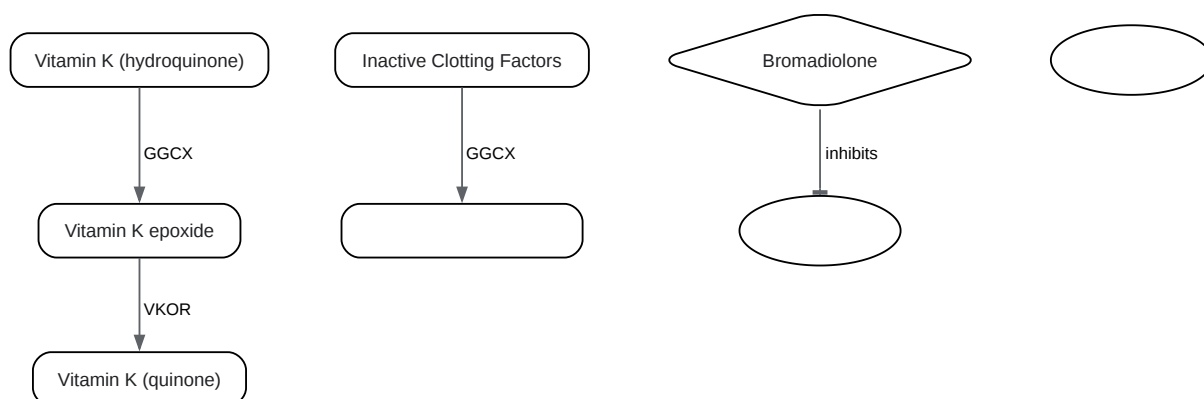 Vitamin K (hydroquinone)
Inactive Clotting Factors
Bromadiolone
GGCX
GGCX
inhibits
Vitamin K epoxide
VKOR
Vitamin K (quinone)